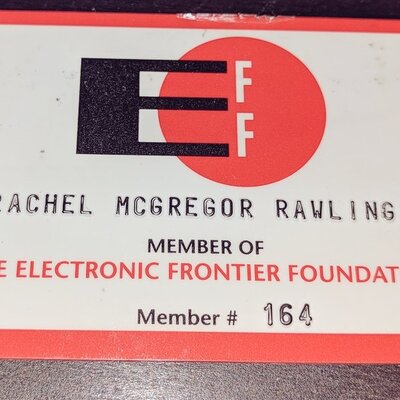 EFF
RACHEL MCGREGOR RAWLING
MEMBER OF
E ELECTRONIC FRONTIER FOUNDAT
Member # 164